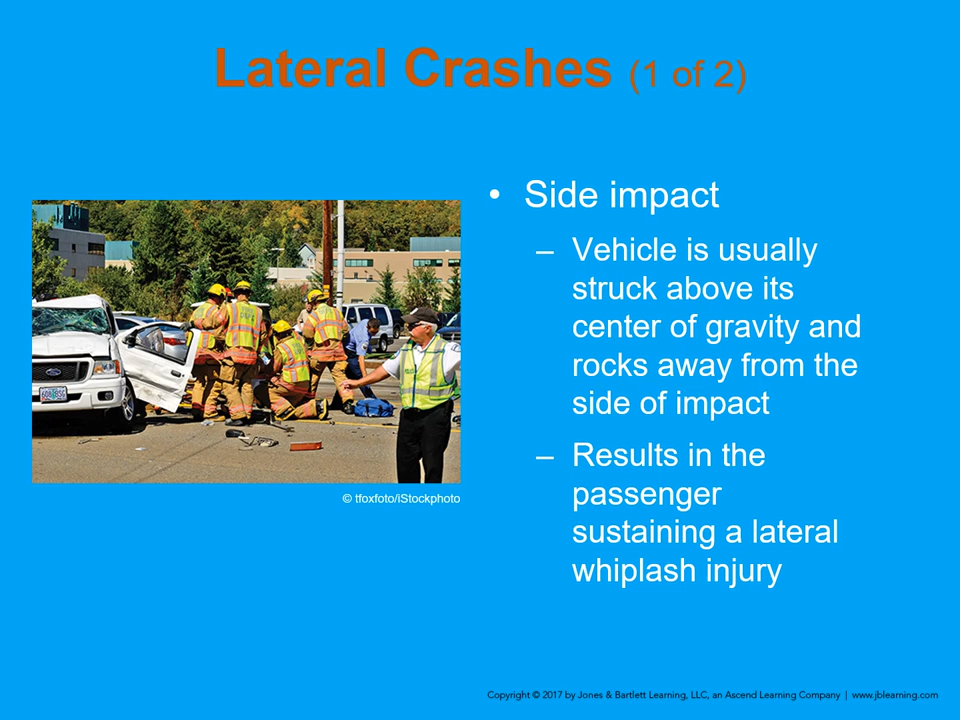 Lateral Crashes (1 of 2)
• Side impact
– Vehicle is usually
struck above its
center of gravity and
rocks away from the
side of impact
– Results in the
passenger
sustaining a lateral
whiplash injury
© tfoxfoto/iStockphoto
Copyright © 2017 by Jones & Bartlett Learning, LLC, an Ascend Learning Company | www.jblearning.com